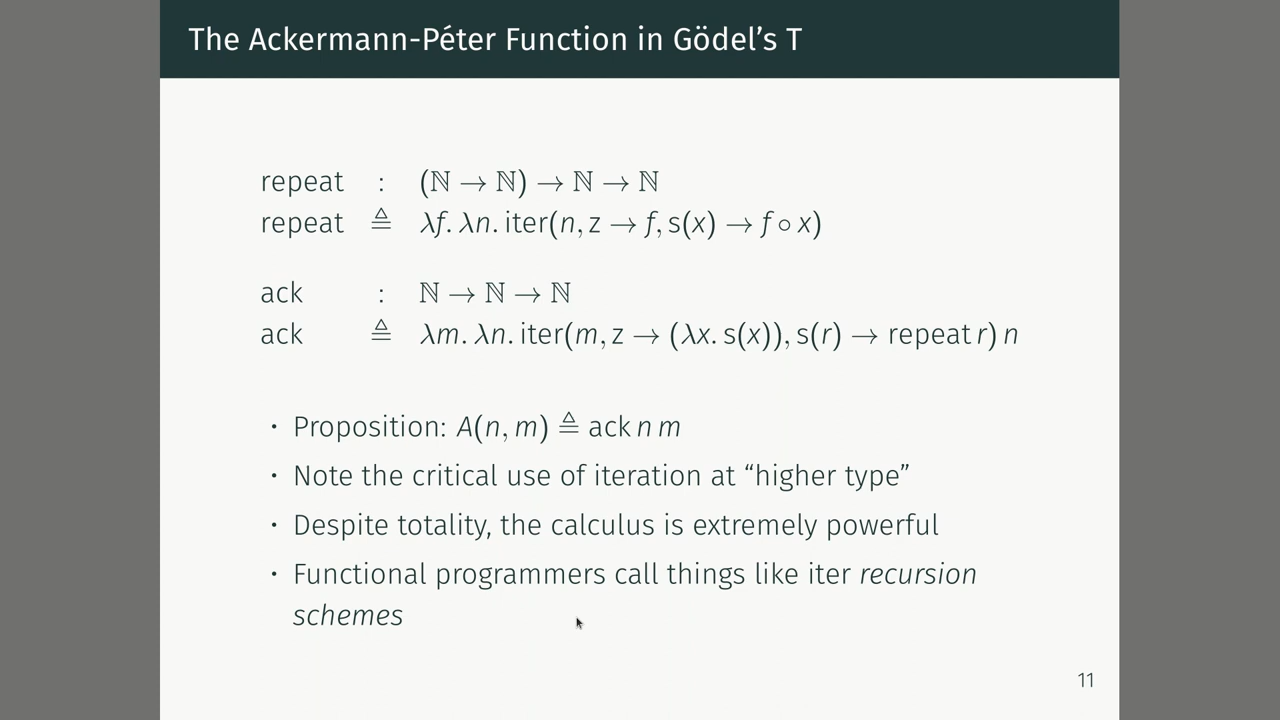 The Ackermann-Péter Function in Gödel’s T
repeat : (ℕ → ℕ) → ℕ → ℕ
repeat ≜ λf. λn. iter(n, z → f, s(x) → f ∘ x)
ack : ℕ → ℕ → ℕ
ack ≜ λm. λn. iter(m, z → (λx. s(x)), s(r) → repeat r) n
• Proposition: A(n, m) ≜ ack n m
• Note the critical use of iteration at “higher type”
• Despite totality, the calculus is extremely powerful
• Functional programmers call things like iter recursion
schemes
11